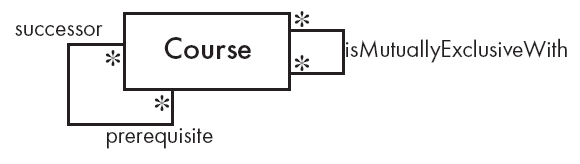 successor
*
Course
*
*
isMutuallyExclusiveWith
*
prerequisite